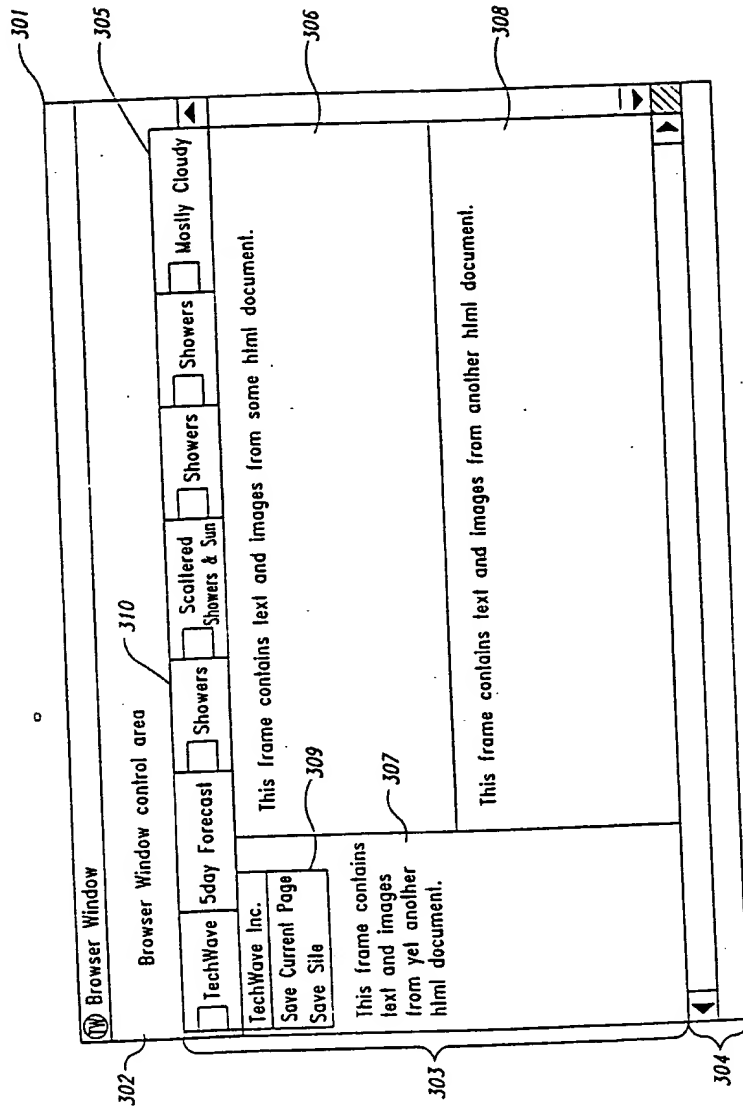 301
TW Browser Window
302
Browser Window control area
310
305
TechWave
5day Forecast
Showers
Scattered
Showers & Sun
Showers
Showers
Mostly Cloudy
TechWave Inc.
Save Current Page
Save Site
309
This frame contains text and images from some html document.
306
303
This frame contains
text and images
from yet another
html document.
307
This frame contains text and images from another html document.
308
304